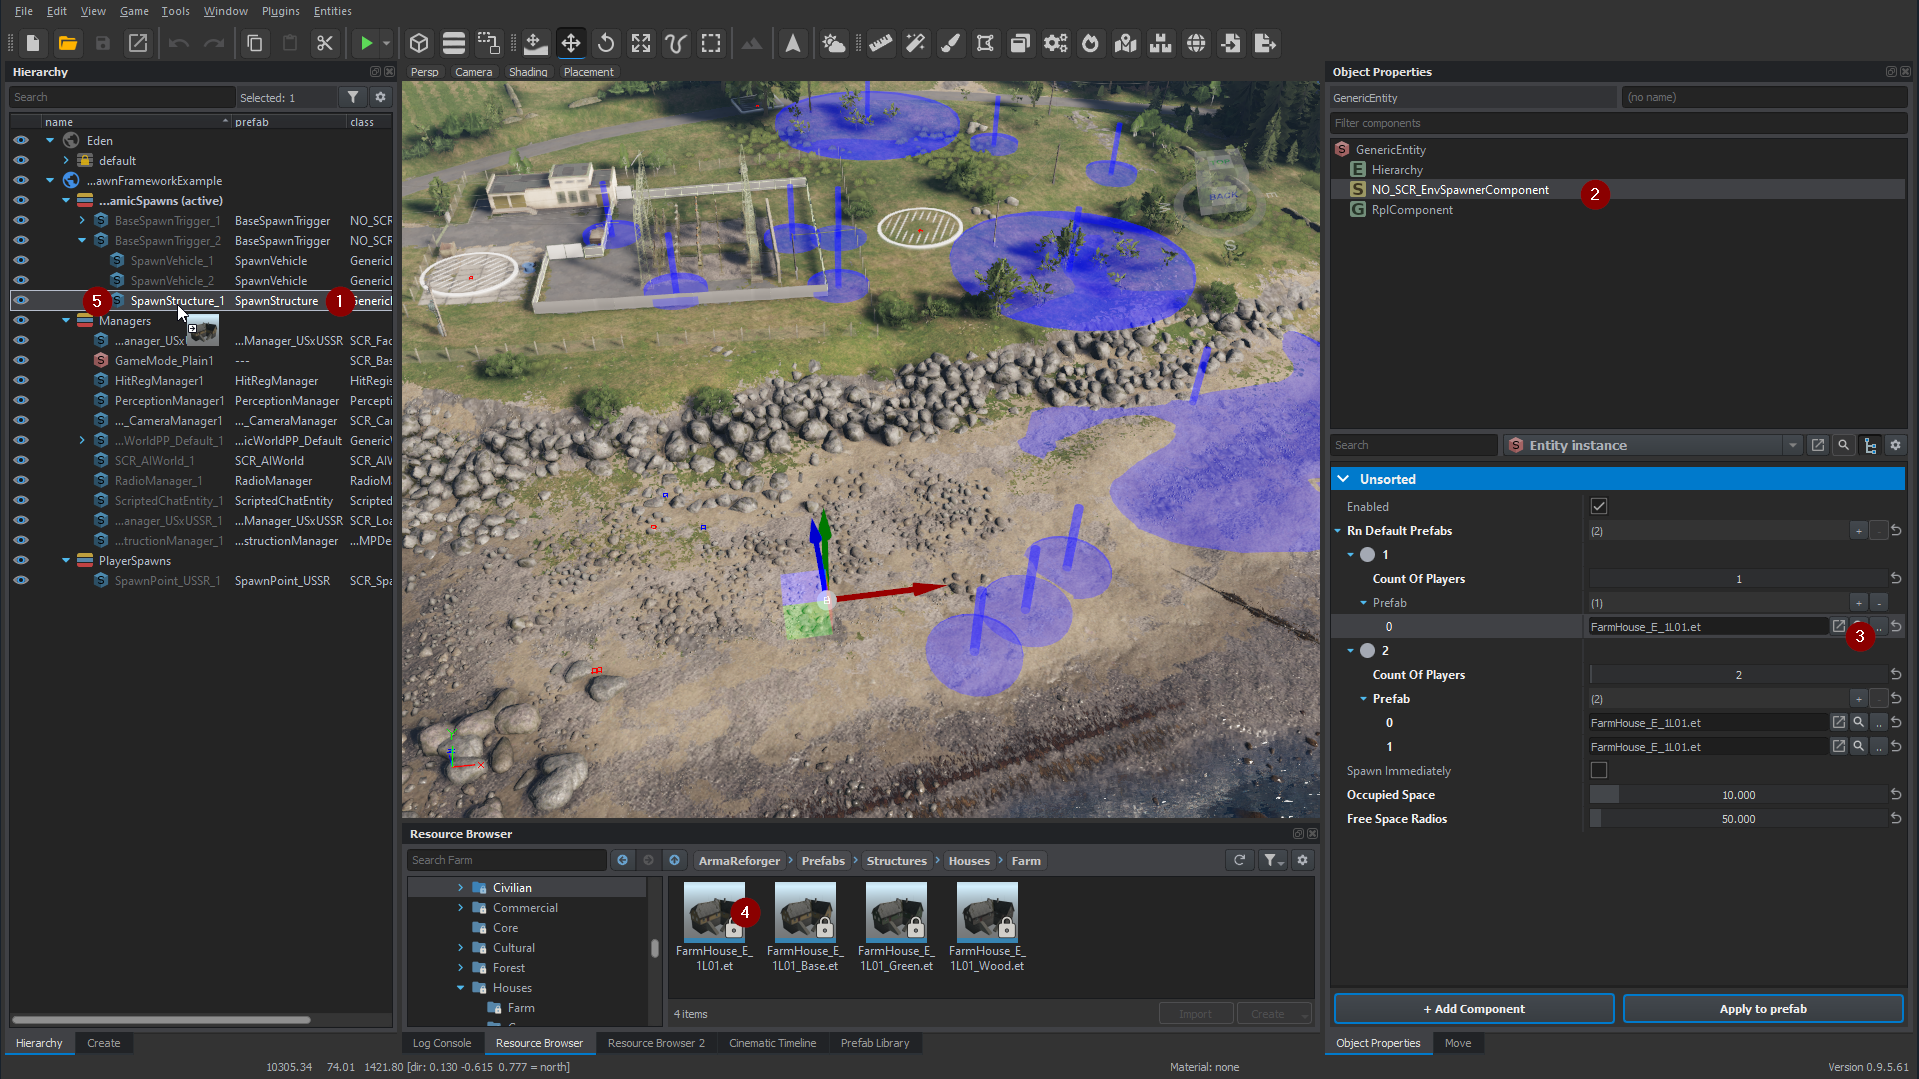 File Edit View Game Tools Window Plugins Entities
Hierarchy
Search
Selected: 1
name prefab class
Eden
default
...awnFrameworkExample
...amicSpawns (active)
BaseSpawnTrigger_1 BaseSpawnTrigger NO_SCR
BaseSpawnTrigger_2 BaseSpawnTrigger NO_SCR
SpawnVehicle_1 SpawnVehicle Generic
SpawnVehicle_2 SpawnVehicle Generic
5 SpawnStructure_1 SpawnStructure 1 Generic
Managers
...anager_USx ...Manager_USxUSSR SCR_Fac
GameMode_Plain1 --- SCR_Bas
HitRegManager1 HitRegManager HitRegis
PerceptionManager1 PerceptionManager Percepti
..._CameraManager1 ..._CameraManager SCR_Car
...WorldPP_Default_1 ...icWorldPP_Default Generic
SCR_AIWorld_1 SCR_AIWorld SCR_AIW
RadioManager_1 RadioManager RadioM
ScriptedChatEntity_1 ScriptedChatEntity Scripted
...anager_USxUSSR_1 ...Manager_USxUSSR SCR_Loa
...structionManager_1 ...structionManager ...MPDe
PlayerSpawns
SpawnPoint_USSR_1 SpawnPoint_USSR SCR_Spa
Hierarchy Create
Persp Camera Shading Placement
BACK
W
S
X
Resource Browser
Search Farm
ArmaReforger Prefabs Structures Houses Farm
Civilian
Commercial
Core
Cultural
Forest
Houses
Farm
4
FarmHouse_E_1L01.et
FarmHouse_E_1L01_Base.et
FarmHouse_E_1L01_Green.et
FarmHouse_E_1L01_Wood.et
4 items
Import Create
Log Console Resource Browser Resource Browser 2 Cinematic Timeline Prefab Library
Object Properties
GenericEntity (no name)
Filter components
GenericEntity
Hierarchy
NO_SCR_EnvSpawnerComponent 2
RplComponent
Search
Entity instance
Unsorted
Enabled
Rn Default Prefabs (2)
1
Count Of Players 1
Prefab (1)
0 FarmHouse_E_1L01.et 3
2
Count Of Players 2
Prefab (2)
0 FarmHouse_E_1L01.et
1 FarmHouse_E_1L01.et
Spawn Immediately
Occupied Space 10.000
Free Space Radios 50.000
+ Add Component Apply to prefab
Object Properties Move
10305.34 74.01 1421.80 [dir: 0.130 -0.615 0.777 = north]
Material: none
Version 0.9.5.61